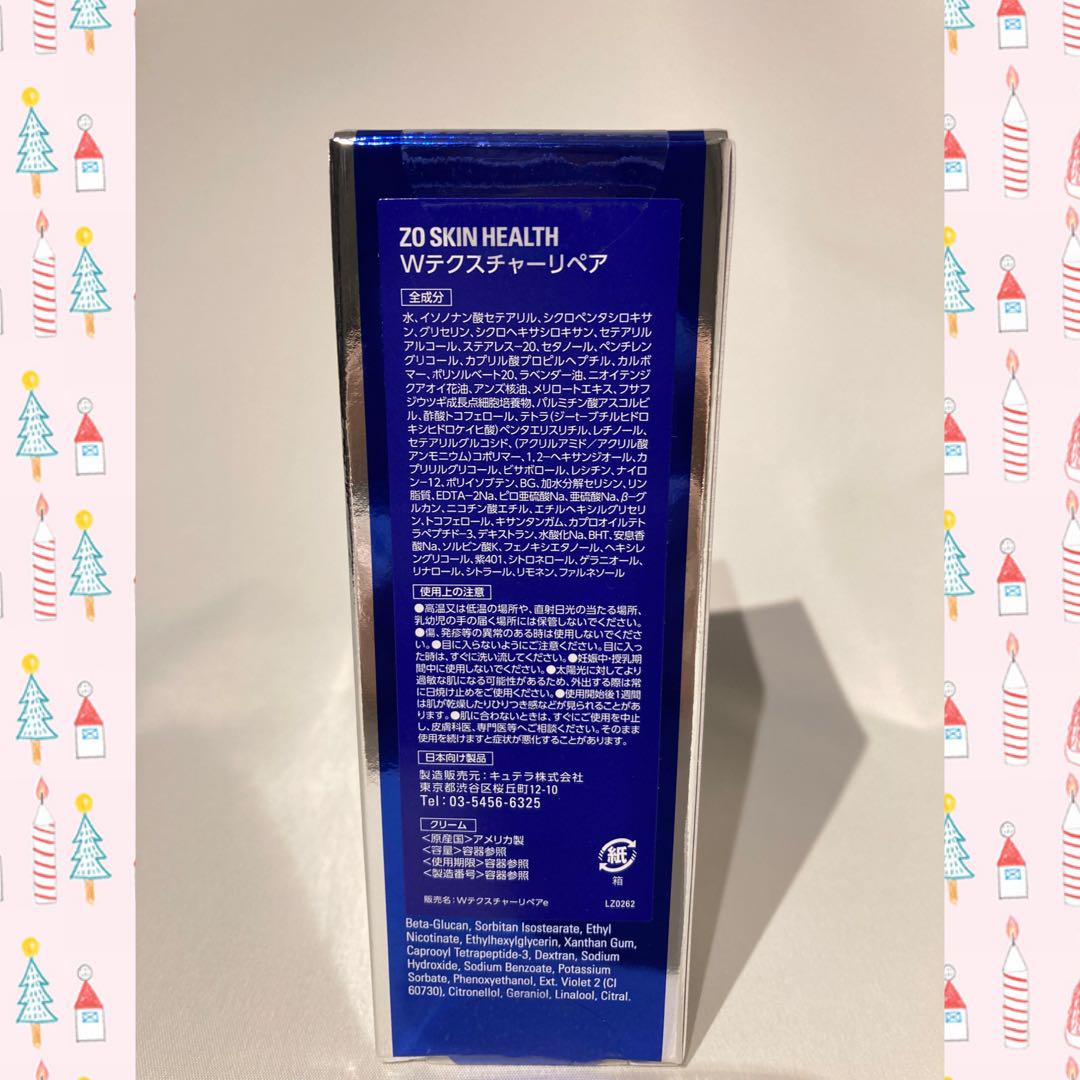 ZO SKIN HEALTH
Wテクスチャーリペア
全成分
水、イソノナン酸セテアリル、シクロペンタシロキサ
ン、グリセリン、シクロヘキサシロキサン、セテアリル
アルコール、ステアレス-20、セタノール、ペンチレン
グリコール、カプリル酸プロピルヘプチル、カルボ
マー、ポリソルベート20、ラベンダー油、ニオイテンジ
クアオイ花油、アンズ核油、メリロートエキス、フサフ
ジウツギ成長点細胞培養物、パルミチン酸アスコルビ
ル、酢酸トコフェロール、テトラ(ジ-t-ブチルヒドロ
キシヒドロケイヒ酸)ペンタエリスリチル、レチノール、
セテアリルグルコシド、(アクリルアミド/アクリル酸
アンモニウム)コポリマー、1,2-ヘキサンジオール、カ
プリリルグリコール、ビサボロール、レシチン、ナイロ
ン-12、ポリイソブテン、BG、加水分解セリシン、リン
脂質、EDTA-2Na、ピロ亜硫酸Na、亜硫酸Na、β-グ
ルカン、ニコチン酸エチル、エチルヘキシルグリセリ
ン、トコフェロール、キサンタンガム、カプロオイルテト
ラペプチド-3、デキストラン、水酸化Na、BHT、安息香
酸Na、ソルビン酸K、フェノキシエタノール、ヘキシレ
ングリコール、紫401、シトロネロール、ゲラニオール、
リナロール、シトラール、リモネン、ファルネソール
使用上の注意
●高温又は低温の場所や、直射日光の当たる場所、
乳幼児の手の届く場所には保管しないでください。
●傷、発疹等の異常のある時は使用しないでくださ
い。●目に入らないようにご注意ください。目に入っ
た時は、すぐに洗い流してください。●妊娠中・授乳期
間中に使用しないでください。●太陽光に対してより
過敏な肌になる可能性があるため、外出する際は常
に日焼け止めをご使用ください。●使用開始後1週間
は肌が乾燥したりひりつき感などが見られることがあ
ります。●肌に合わないときは、すぐにご使用を中止
し、皮膚科医、専門医等へご相談ください。そのまま
使用を続けますと症状が悪化することがあります。
日本向け製品
製造販売元:キュテラ株式会社
東京都渋谷区桜丘町12-10
Tel:03-5456-6325
クリーム
<原産国>アメリカ製
<容量>容器参照
<使用期限>容器参照
<製造番号>容器参照
紙
箱
販売名:Wテクスチャーリペアe
LZ0262
Beta-Glucan, Sorbitan Isostearate, Ethyl
Nicotinate, Ethylhexylglycerin, Xanthan Gum,
Caprooyl Tetrapeptide-3, Dextran, Sodium
Hydroxide, Sodium Benzoate, Potassium
Sorbate, Phenoxyethanol, Ext. Violet 2 (CI
60730), Citronellol, Geraniol, Linalool, Citral.